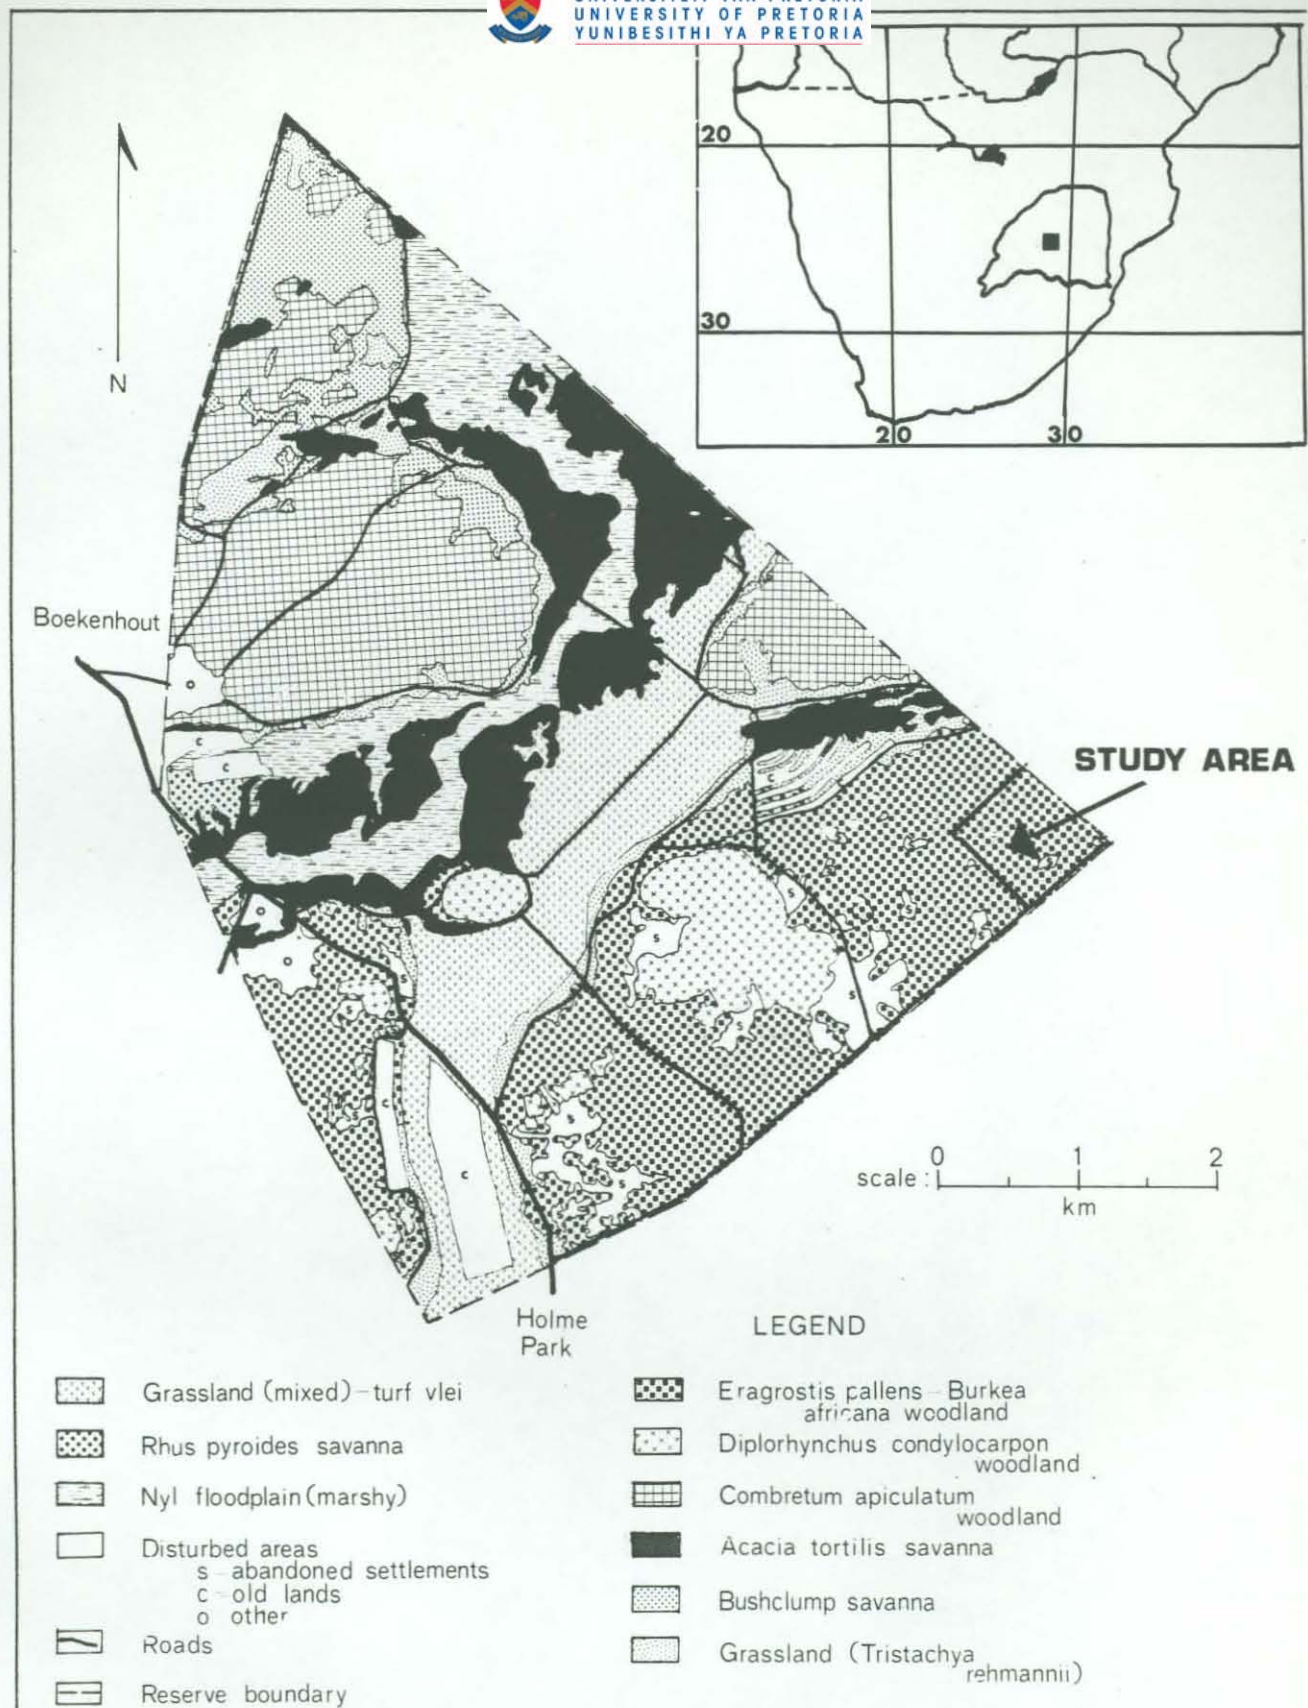 UNIVERSITY OF PRETORIA
YUNIBESITHI YA PRETORIA
20
30
20
30
N
Boekenhout
o
c
c
STUDY AREA
s
s
s
s
s
o
o
s
s
s
s
c
c
s
s
0 1 2
scale :
km
Holme
Park
LEGEND
Grassland (mixed) - turf vlei
Rhus pyroides savanna
Nyl floodplain (marshy)
Disturbed areas
s - abandoned settlements
c - old lands
o other
Roads
Reserve boundary
Eragrostis pallens - Burkea
africana woodland
Diplorhynchus condylocarpon
woodland
Combretum apiculatum
woodland
Acacia tortilis savanna
Bushclump savanna
Grassland (Tristachya
rehmannii)